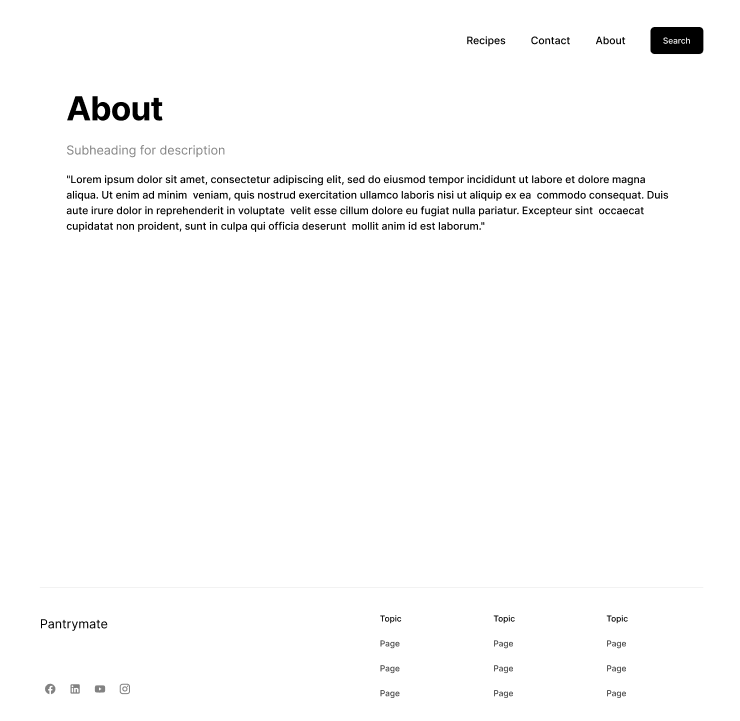 Recipes Contact About Search
About
Subheading for description
"Lorem ipsum dolor sit amet, consectetur adipiscing elit, sed do eiusmod tempor incididunt ut labore et dolore magna
aliqua. Ut enim ad minim  veniam, quis nostrud exercitation ullamco laboris nisi ut aliquip ex ea  commodo consequat. Duis
aute irure dolor in reprehenderit in voluptate  velit esse cillum dolore eu fugiat nulla pariatur. Excepteur sint  occaecat
cupidatat non proident, sunt in culpa qui officia deserunt  mollit anim id est laborum."
Pantrymate
Topic Topic Topic
Page Page Page
Page Page Page
Page Page Page